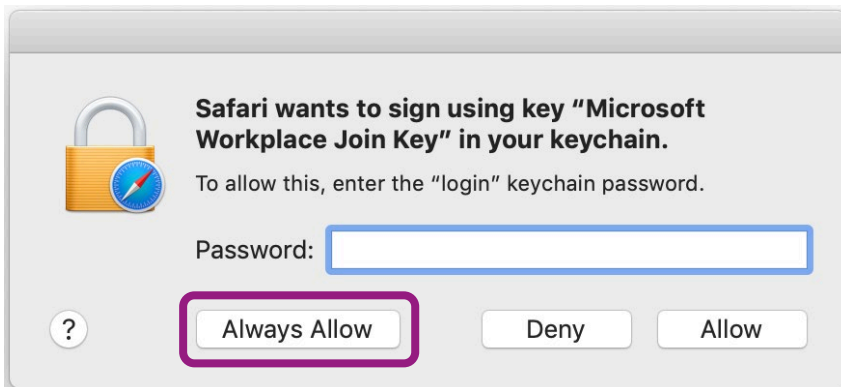 Safari wants to sign using key “Microsoft
Workplace Join Key” in your keychain.
To allow this, enter the “login” keychain password.
Password:
? Always Allow Deny Allow